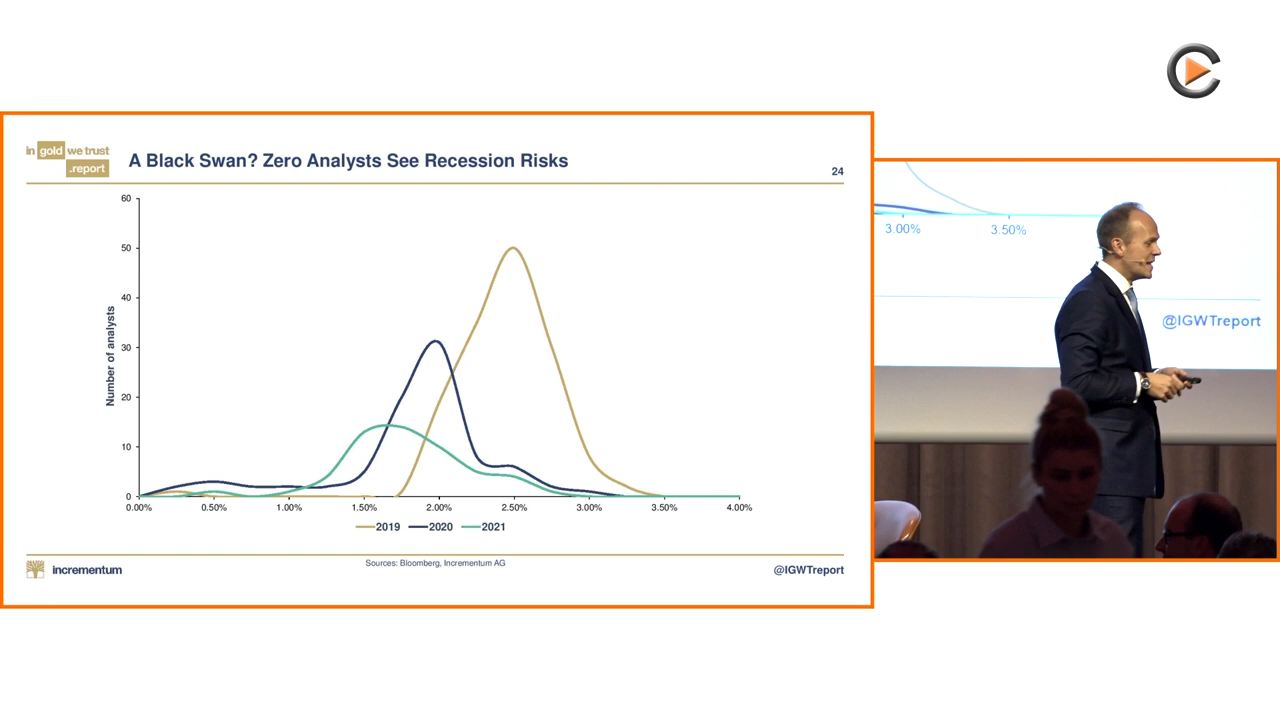 in gold we trust
.report
A Black Swan? Zero Analysts See Recession Risks
24
Number of analysts
60
50
40
30
20
10
0
0.00% 0.50% 1.00% 1.50% 2.00% 2.50% 3.00% 3.50% 4.00%
2019 2020 2021
Sources: Bloomberg, Incrementum AG
incrementum
@IGWTreport
3.00% 3.50%
@IGWTreport